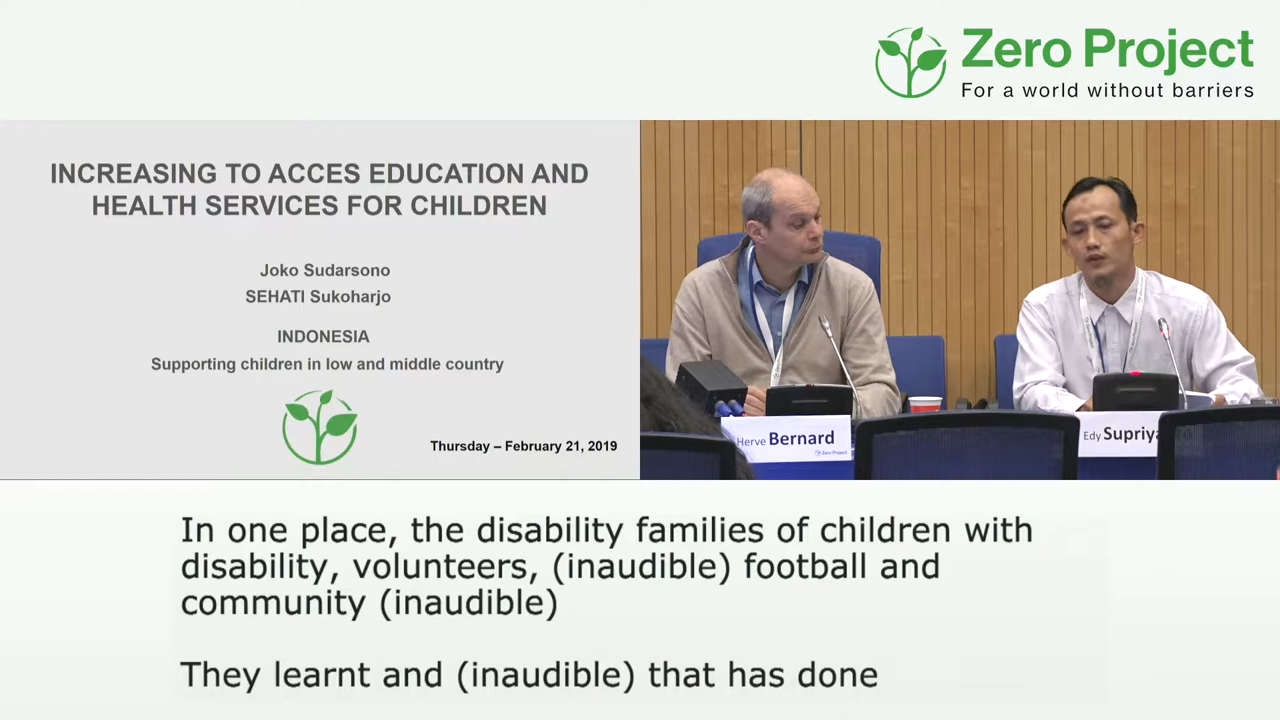 Zero Project
For a world without barriers
INCREASING TO ACCES EDUCATION AND
HEALTH SERVICES FOR CHILDREN
Joko Sudarsono
SEHATI Sukoharjo
INDONESIA
Supporting children in low and middle country
Thursday – February 21, 2019
Herve Bernard
Zero Project
Edy
In one place, the disability families of children with
disability, volunteers, (inaudible) football and
community (inaudible)
They learnt and (inaudible) that has done